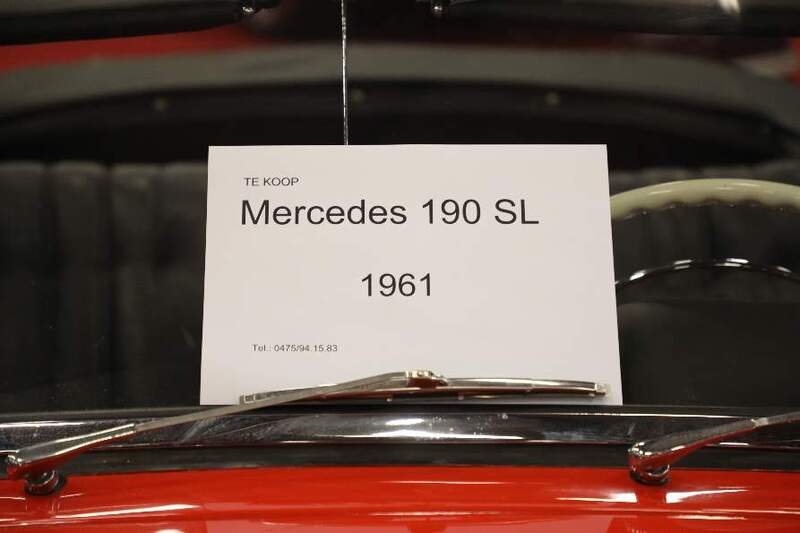 TE KOOP
Mercedes 190 SL
1961
Tel.: 0475/94.15.83